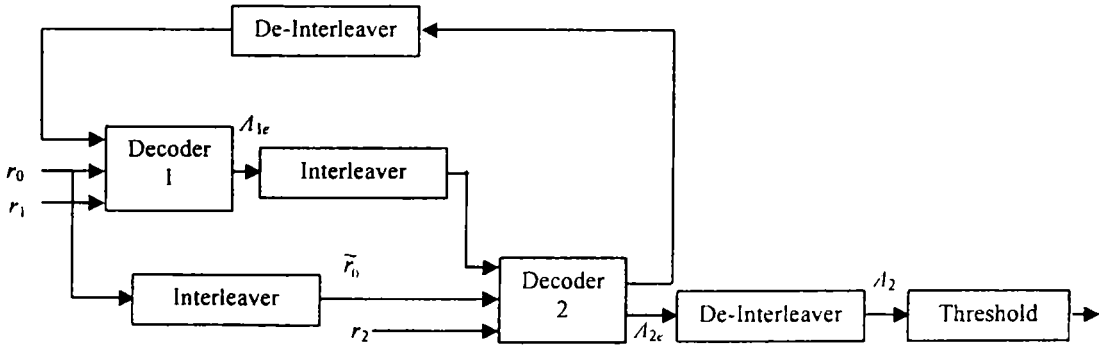 De-Interleaver
Λ1e
Decoder
1
Interleaver
r0
r1
r̃0
Interleaver
Decoder
2
r2
Λ2e
De-Interleaver
Λ2
Threshold